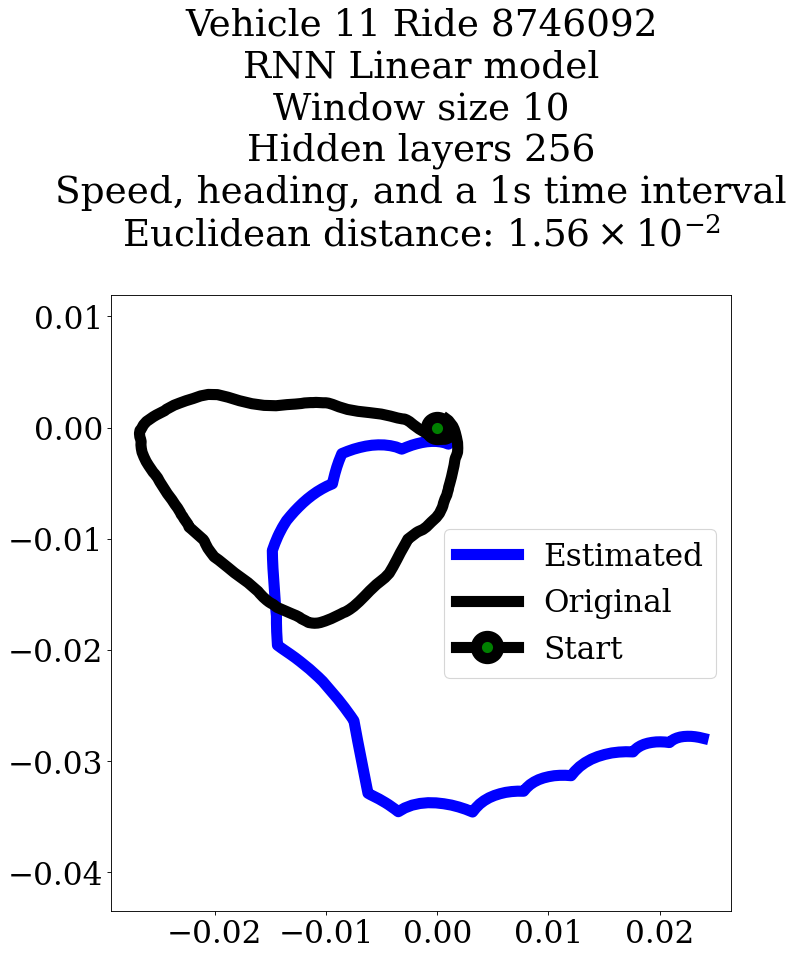 Vehicle 11 Ride 8746092
RNN Linear model
Window size 10
Hidden layers 256
Speed, heading, and a 1s time interval
Euclidean distance: 1.56 × 10⁻²
0.01
0.00
−0.01
−0.02
−0.03
−0.04
Estimated
Original
Start
−0.02 −0.01 0.00 0.01 0.02